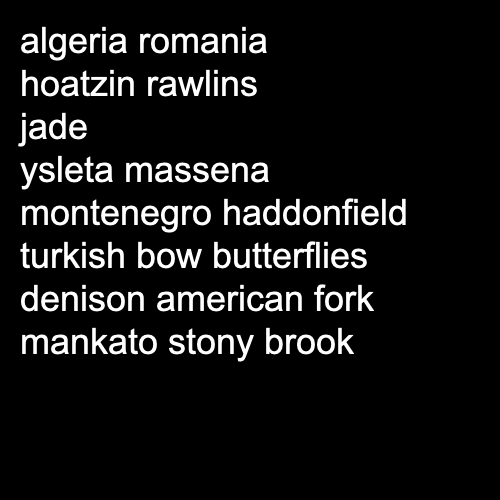 algeria romania
hoatzin rawlins
jade
ysleta massena
montenegro haddonfield
turkish bow butterflies
denison american fork
mankato stony brook